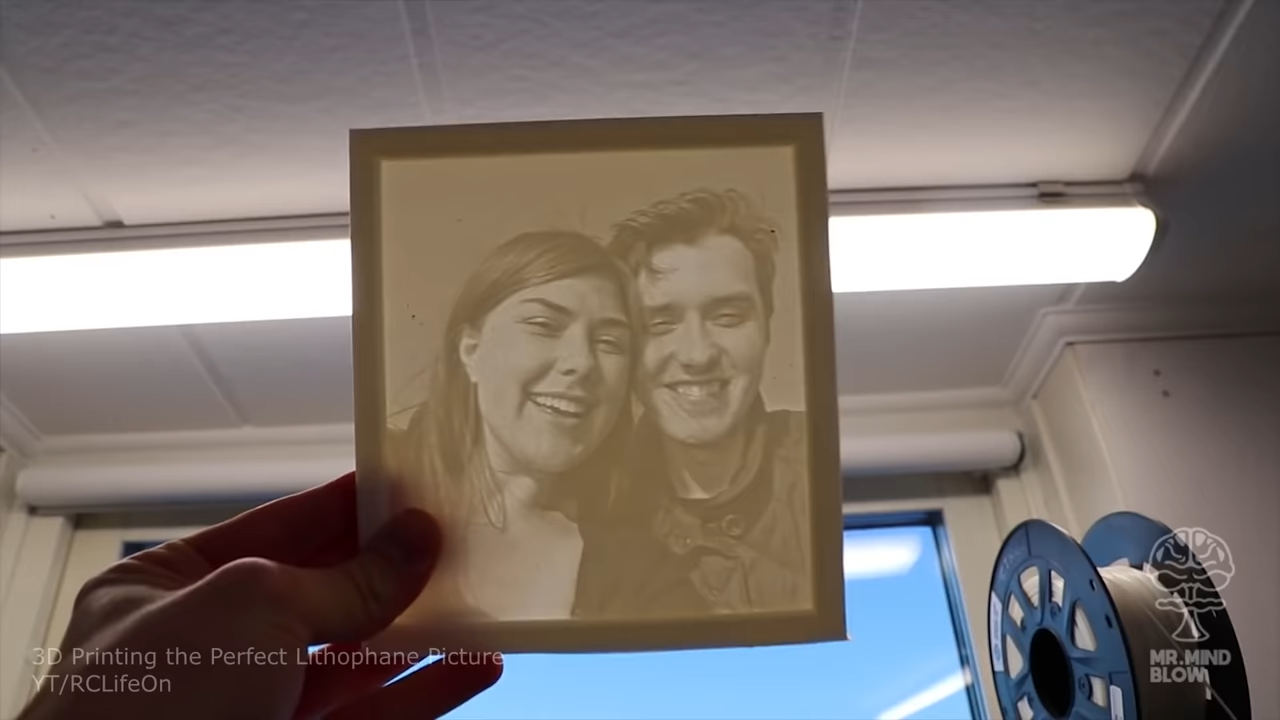 3D Printing the Perfect Lithophane Picture
YT/RCLifeOn
MR.MIND
BLOW